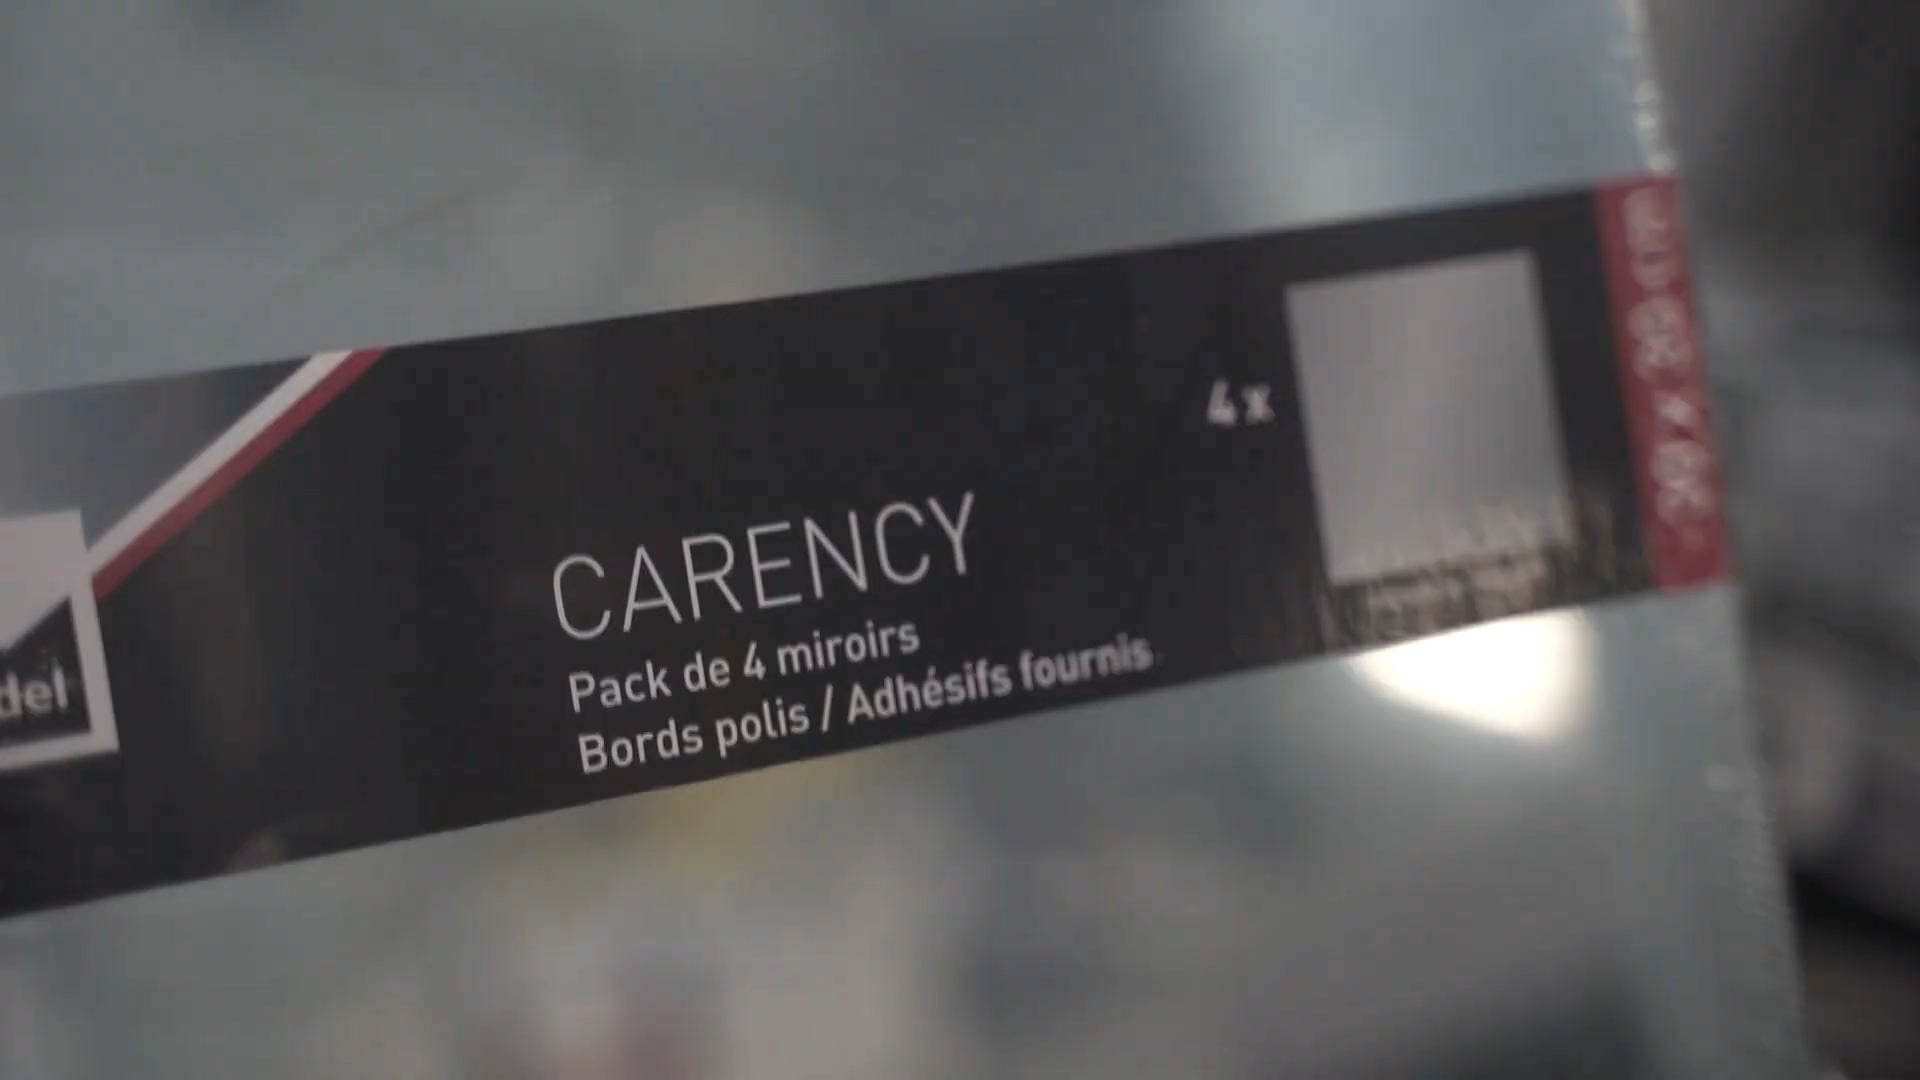 CARENCY
Pack de 4 miroirs
Bords polis / Adhésifs fournis
4 x
del